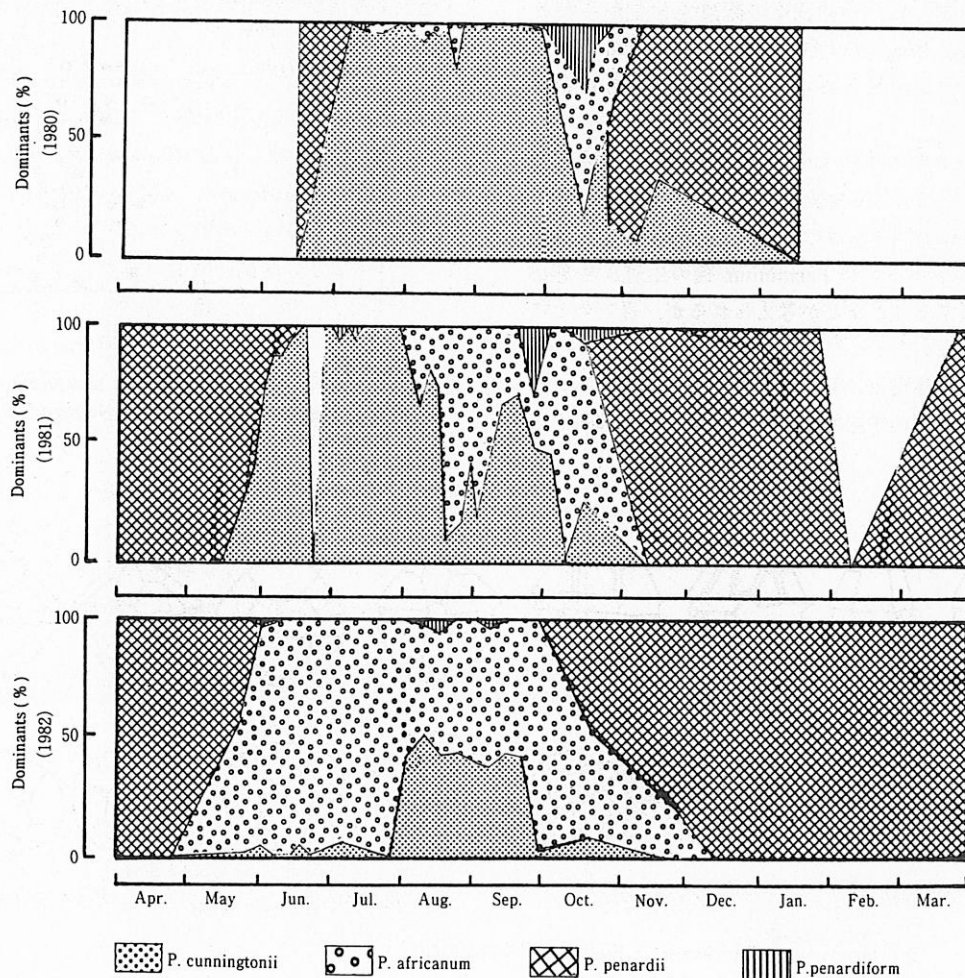 100
50
0
Dominants (%)
(1980)
100
50
0
Dominants (%)
(1981)
100
50
0
Dominants (%)
(1982)
Apr. May Jun. Jul. Aug. Sep. Oct. Nov. Dec. Jan. Feb. Mar.
P. cunningtonii P. africanum P. penardii P.penardiform